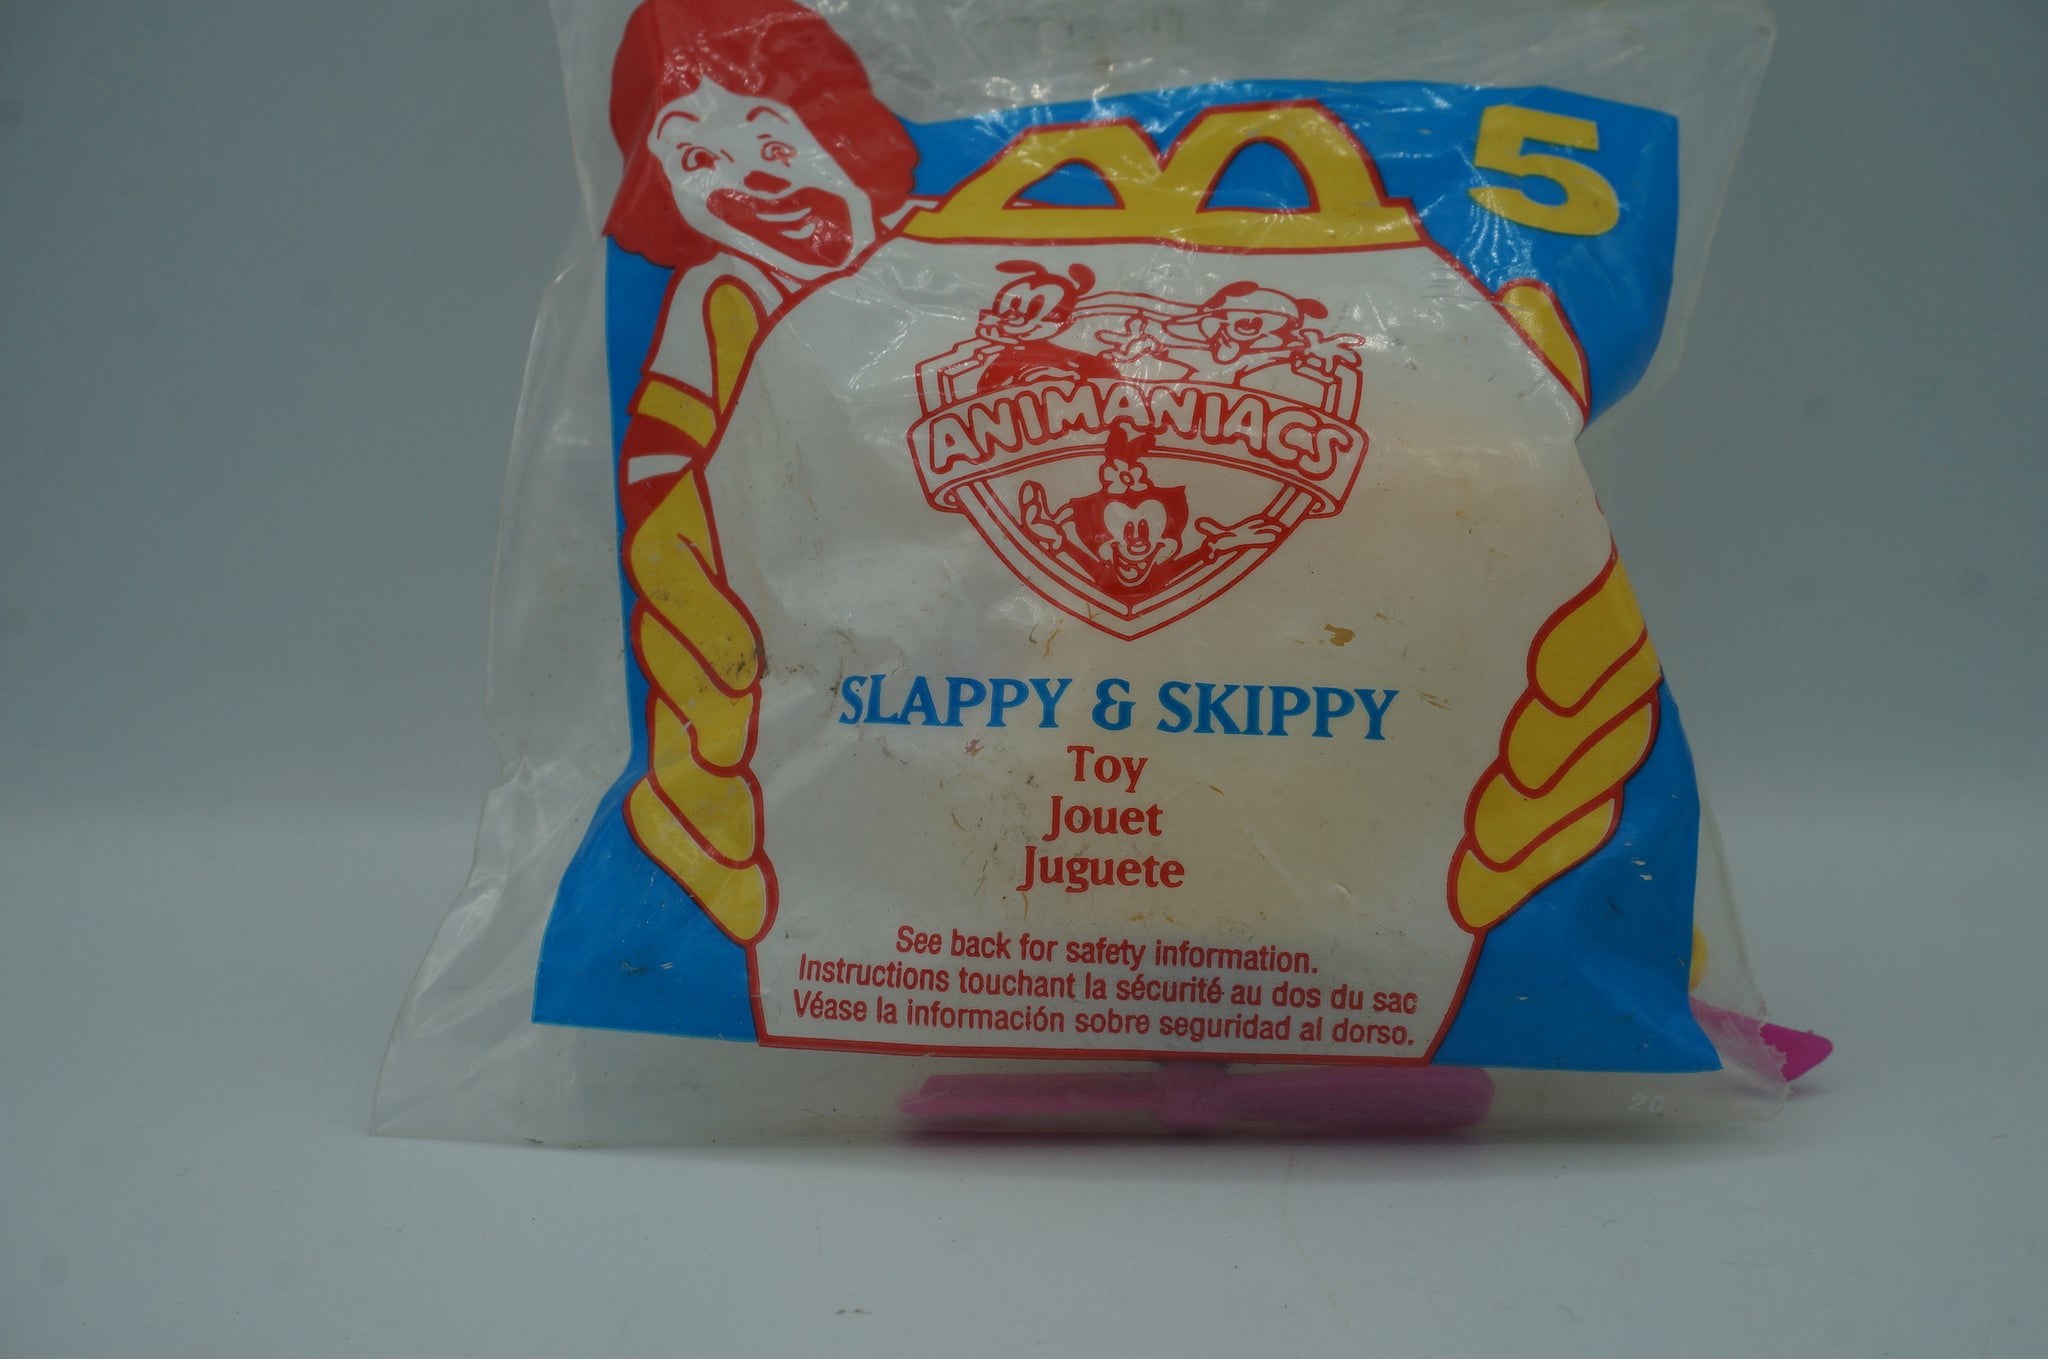 5
ANIMANIACS
SLAPPY & SKIPPY
Toy
Jouet
Juguete
See back for safety information.
Instructions touchant la sécurité au dos du sac
Véase la información sobre seguridad al dorso.
20